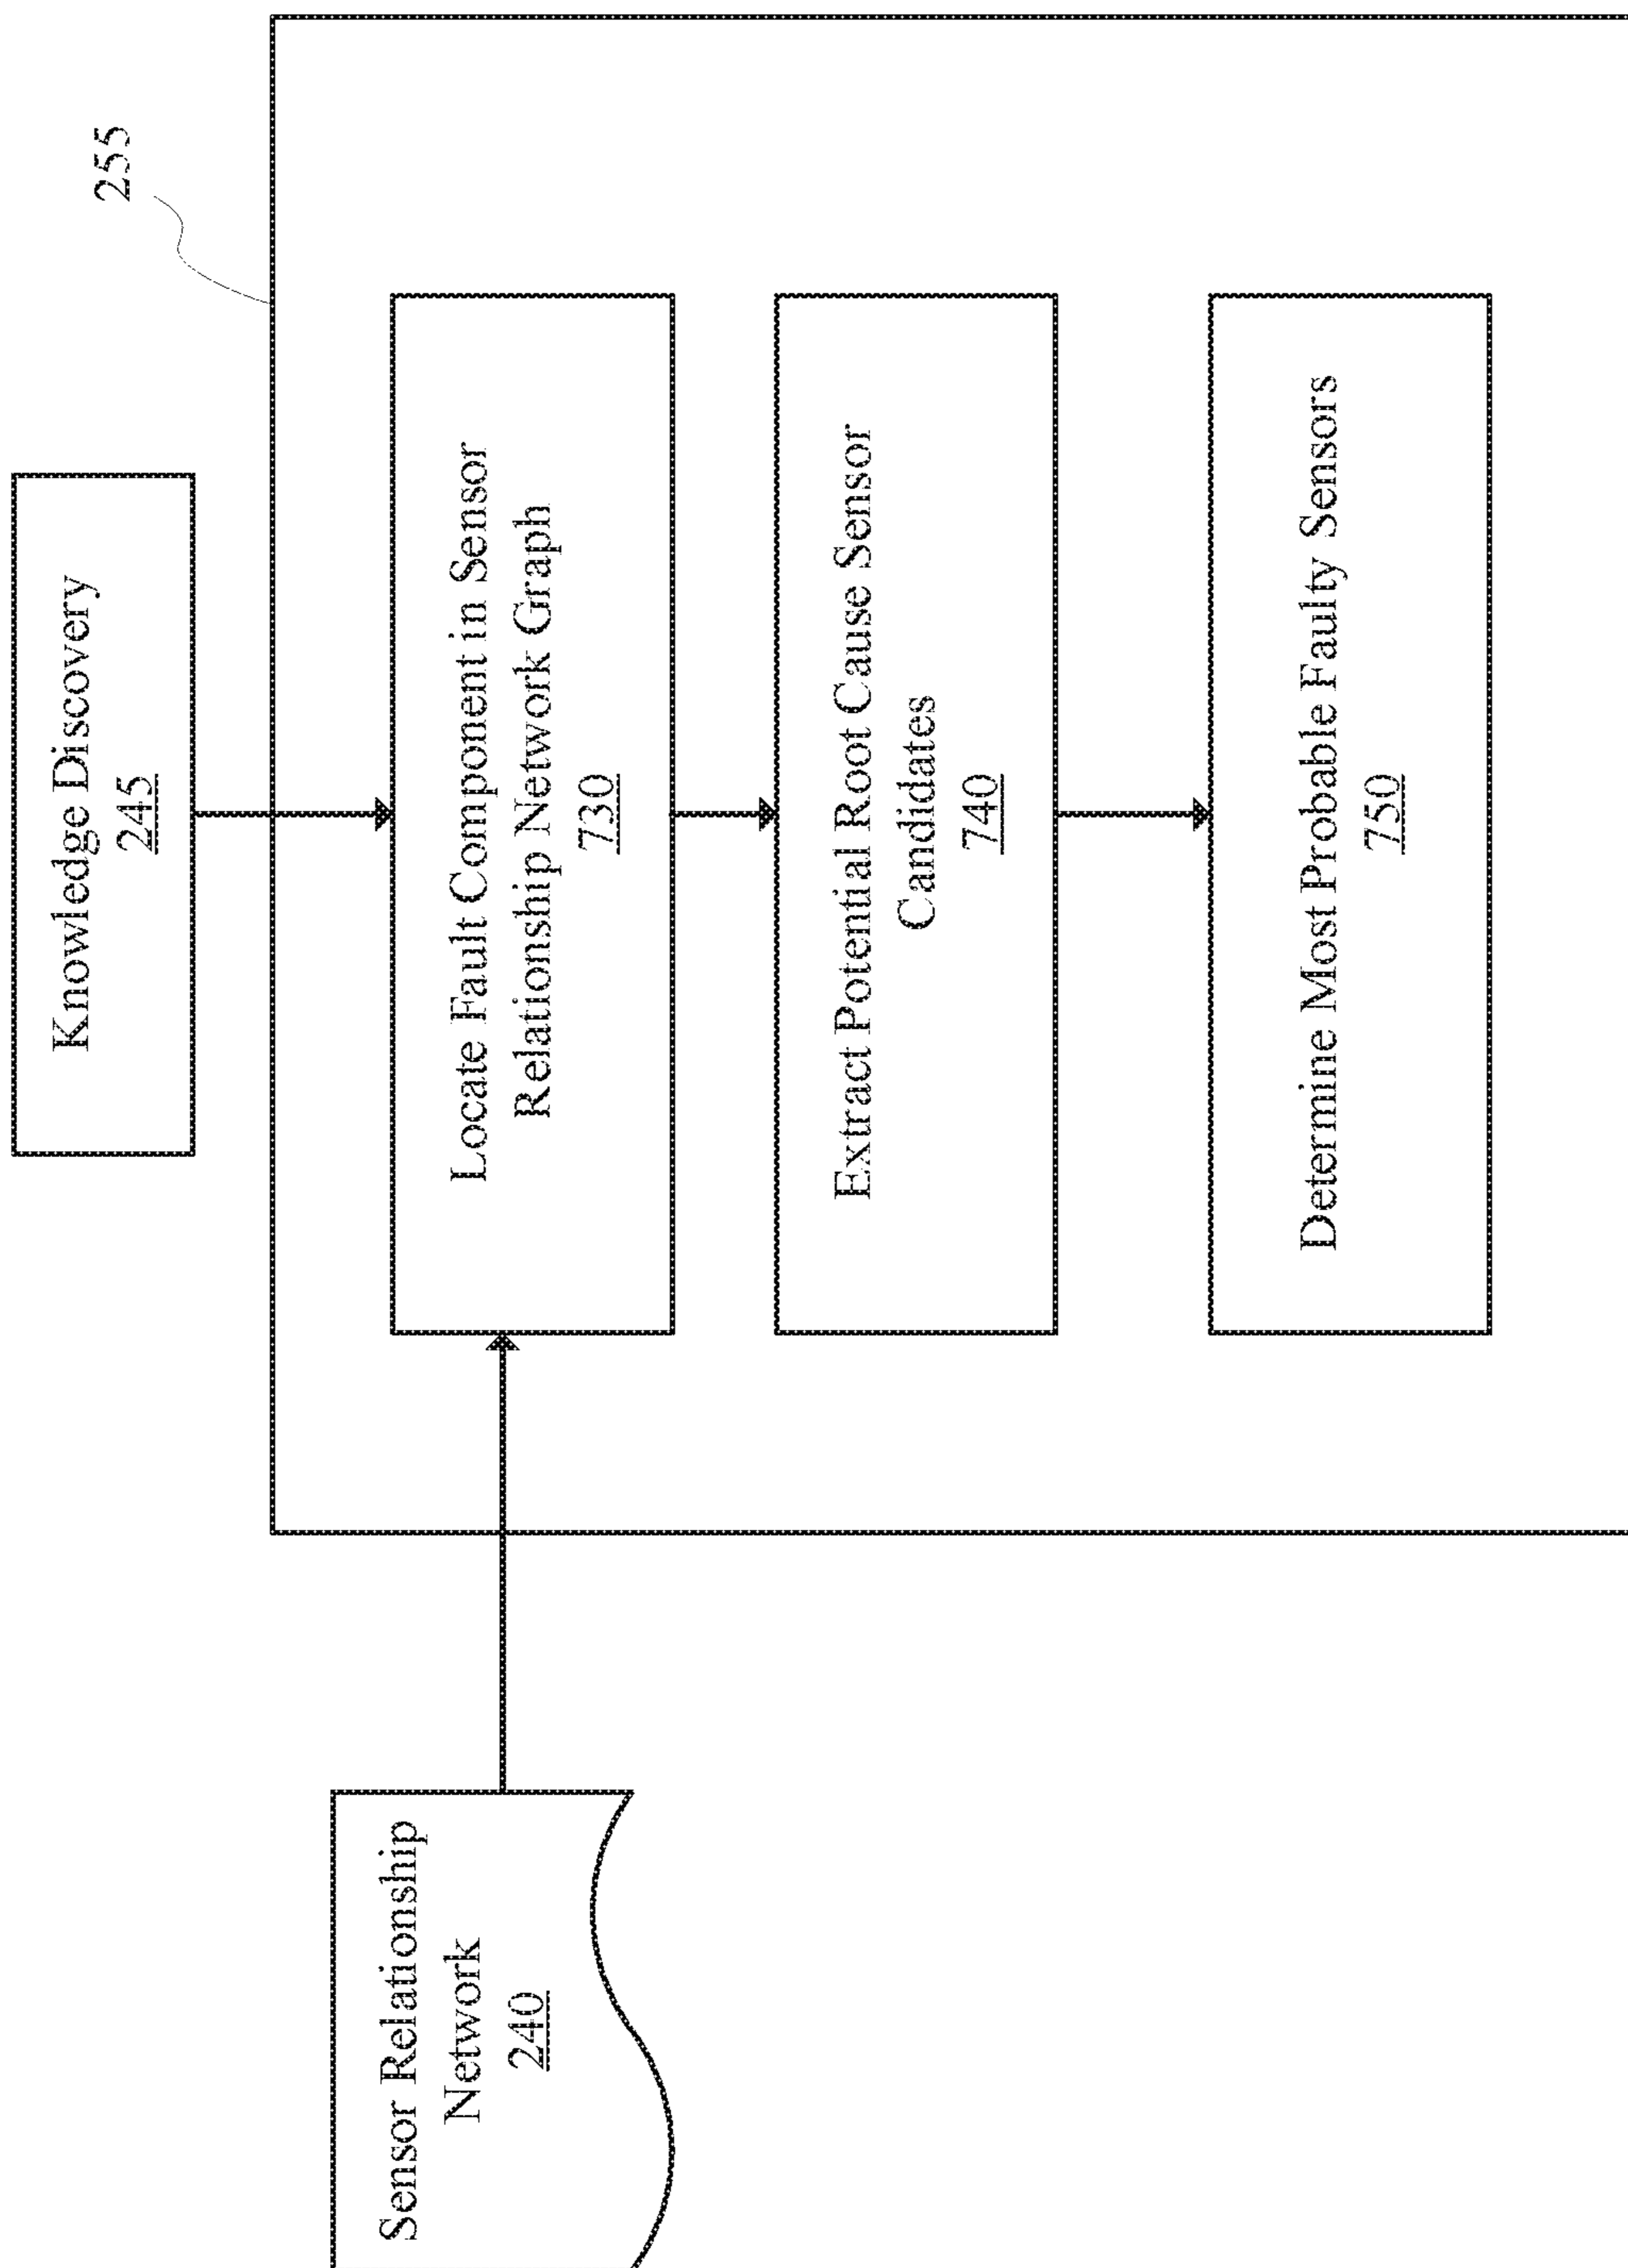 Knowledge Discovery
245
255
Sensor Relationship
Network
240
Locate Fault Component in Sensor
Relationship Network Graph
730
Extract Potential Root Cause Sensor
Candidates
740
Determine Most Probable Faulty Sensors
750